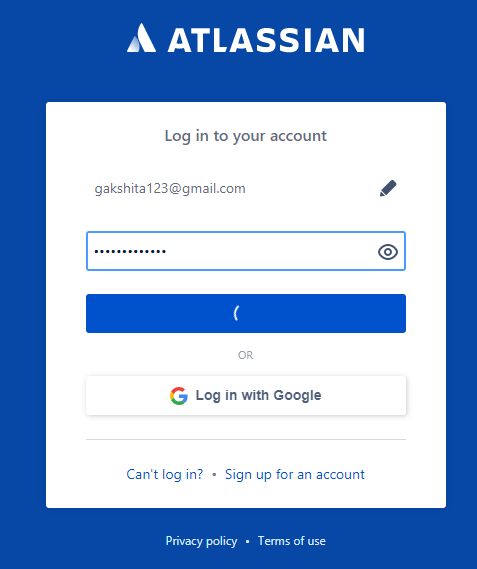 ATLASSIAN
Log in to your account
gakshita123@gmail.com
•••••••••••••
OR
Log in with Google
Can't log in? • Sign up for an account
Privacy policy • Terms of use